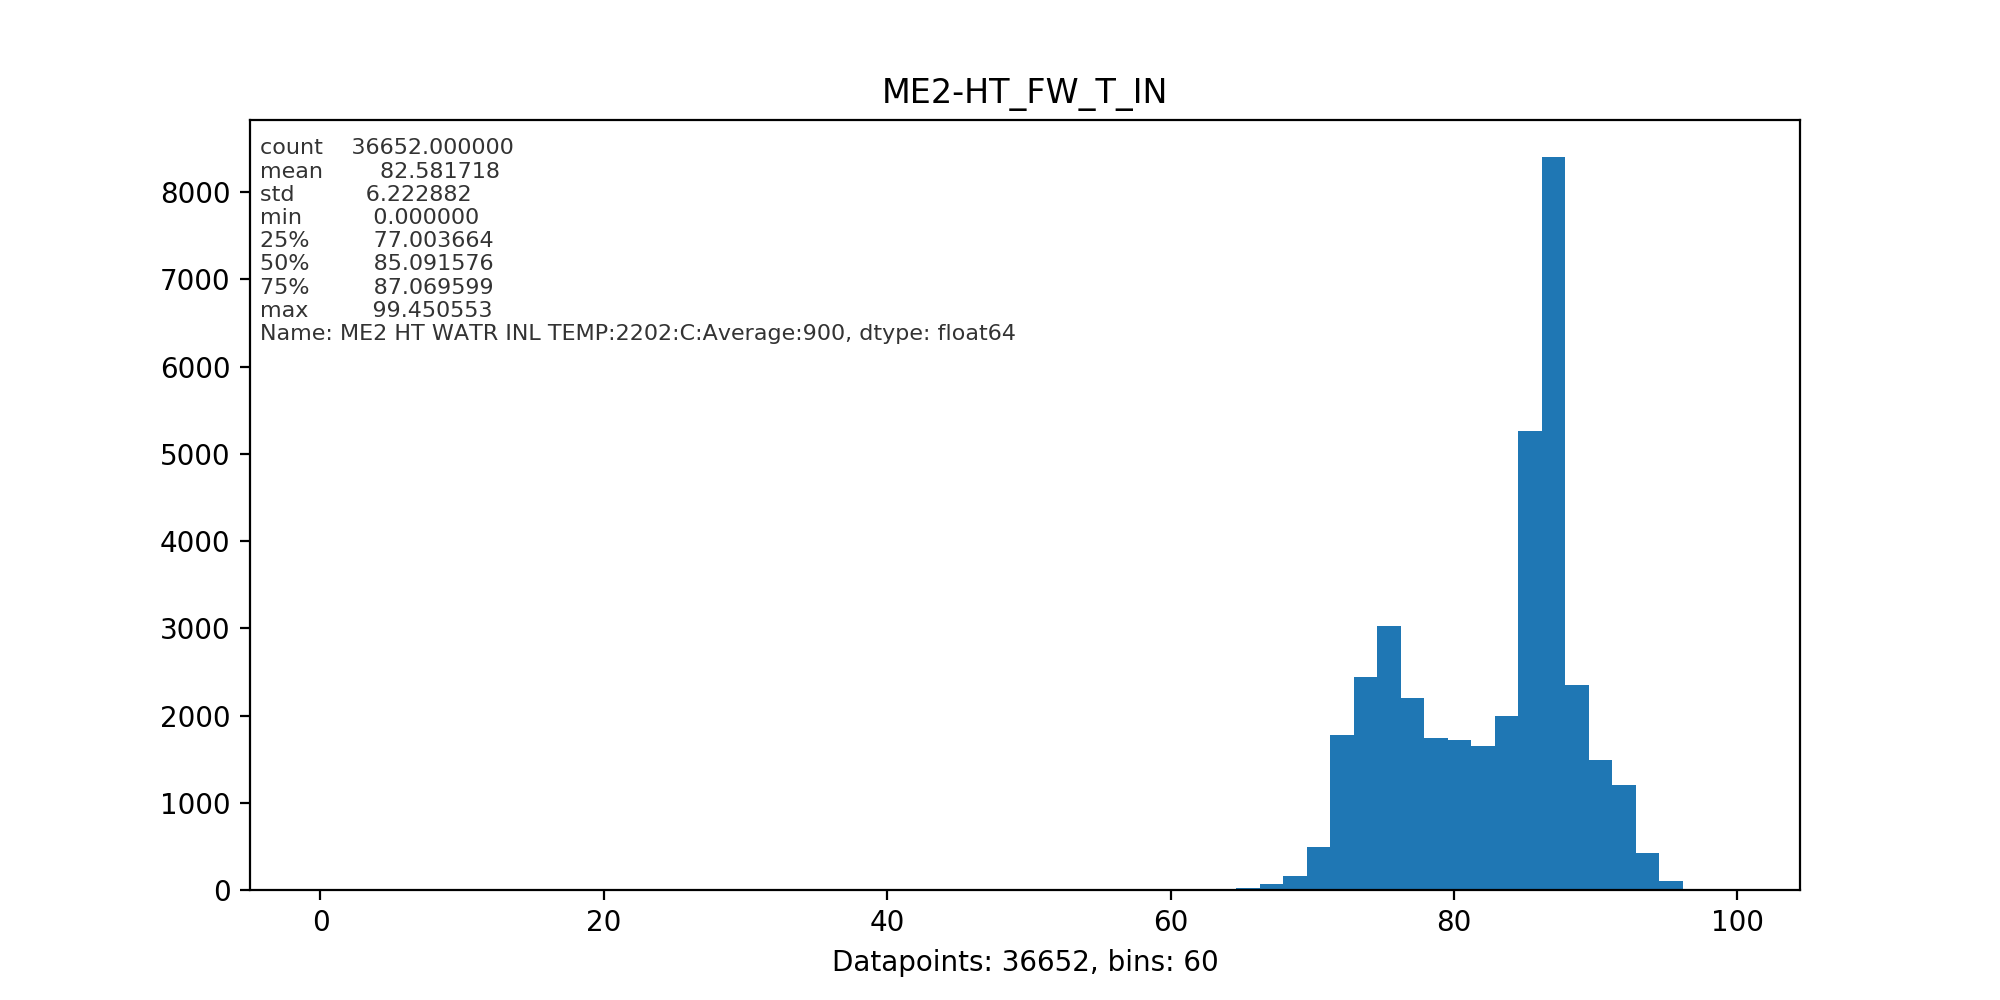 ME2-HT_FW_T_IN
count 36652.000000
mean 82.581718
std 6.222882
min 0.000000
25% 77.003664
50% 85.091576
75% 87.069599
max 99.450553
Name: ME2 HT WATR INL TEMP:2202:C:Average:900, dtype: float64
8000
7000
6000
5000
4000
3000
2000
1000
0
0 20 40 60 80 100
Datapoints: 36652, bins: 60